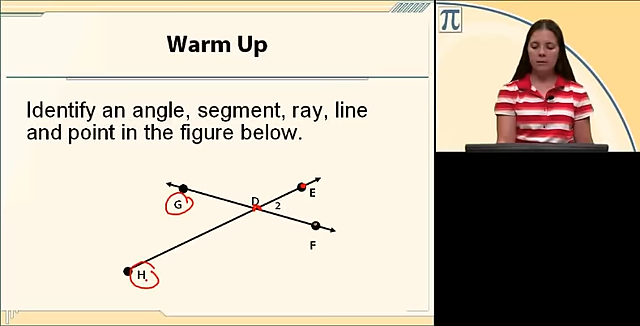 Warm Up
π
Identify an angle, segment, ray, line
and point in the figure below.
G
D
2
E
F
H